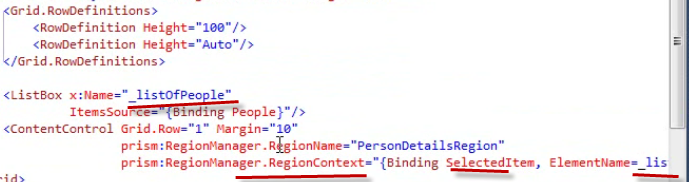 <Grid.RowDefinitions>
<RowDefinition Height="100"/>
<RowDefinition Height="Auto"/>
</Grid.RowDefinitions>
<ListBox x:Name="_listOfPeople"
ItemsSource="{Binding People}"/>
<ContentControl Grid.Row="1" Margin="10"
prism:RegionManager.RegionName="PersonDetailsRegion"
prism:RegionManager.RegionContext="{Binding SelectedItem, ElementName=_lis
rid>